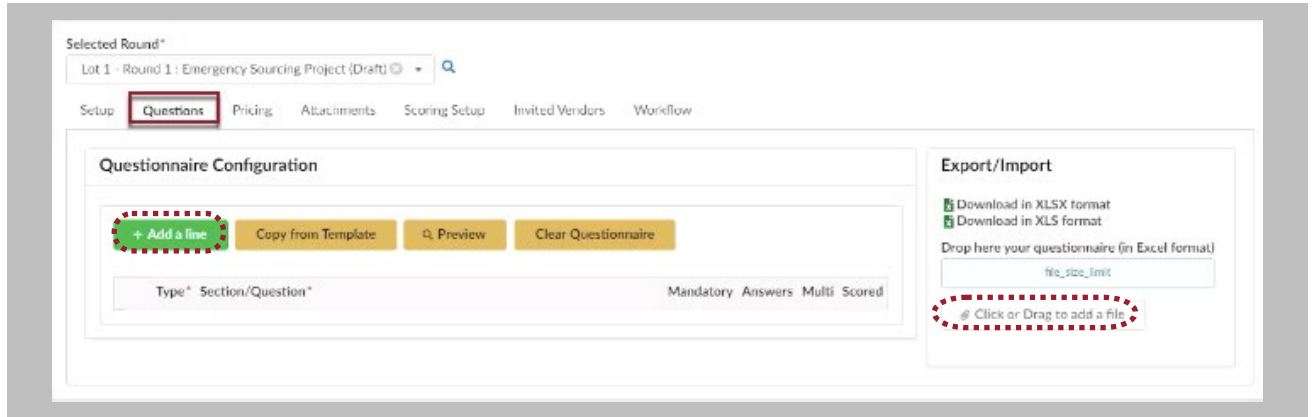 Selected Round*
Lot 1 - Round 1 : Emergency Sourcing Project (Draft)
Setup Questions Pricing Attachments Scoring Setup Invited Vendors Workflow
Questionnaire Configuration
+ Add a line Copy from Template Preview Clear Questionnaire
Type* Section/Question* Mandatory Answers Multi Scored
Export/Import
Download in XLSX format
Download in XLS format
Drop here your questionnaire (in Excel format)
file_size_limit
Click or Drag to add a file